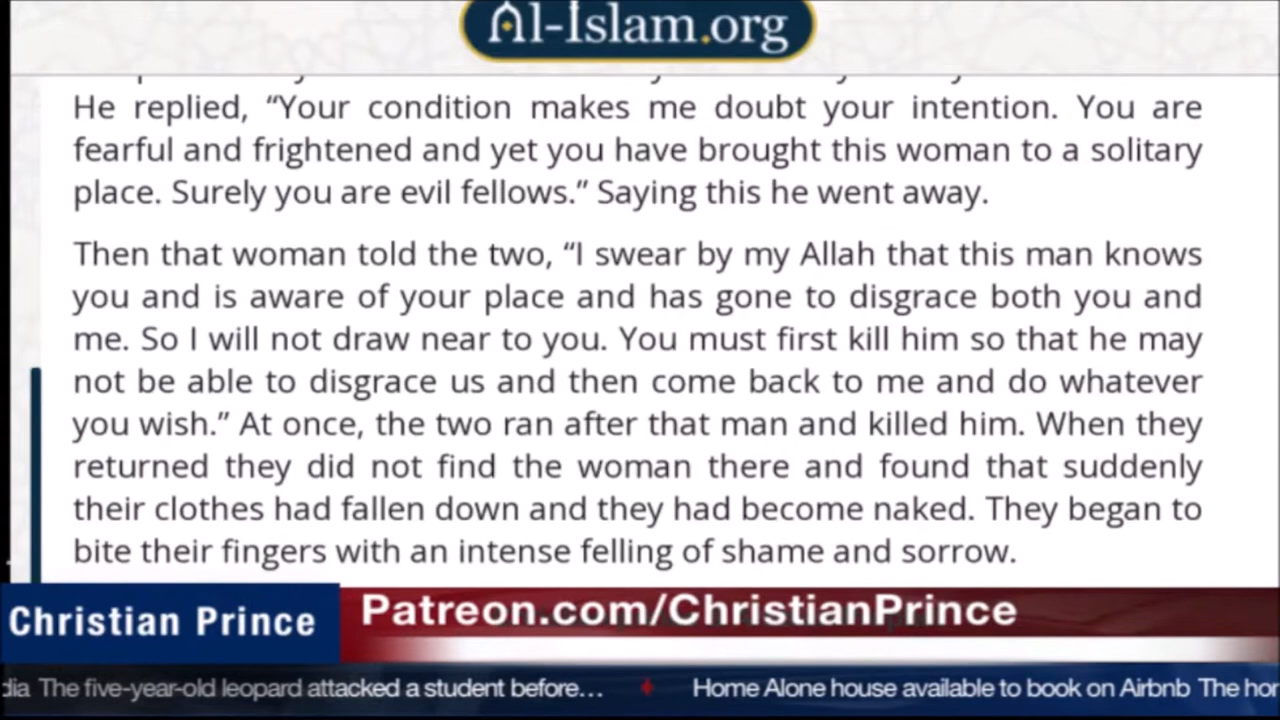 Al-Islam.org
He replied, “Your condition makes me doubt your intention. You are
fearful and frightened and yet you have brought this woman to a solitary
place. Surely you are evil fellows.” Saying this he went away.
Then that woman told the two, “I swear by my Allah that this man knows
you and is aware of your place and has gone to disgrace both you and
me. So I will not draw near to you. You must first kill him so that he may
not be able to disgrace us and then come back to me and do whatever
you wish.” At once, the two ran after that man and killed him. When they
returned they did not find the woman there and found that suddenly
their clothes had fallen down and they had become naked. They began to
bite their fingers with an intense felling of shame and sorrow.
Christian Prince
Patreon.com/ChristianPrince
The five-year-old leopard attacked a student before... Home Alone house available to book on Airbnb The